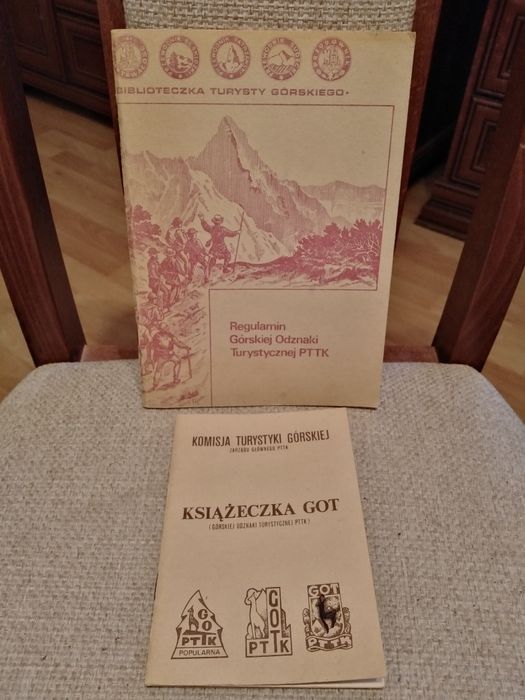 BIBLIOTECZKA TURYSTY GÓRSKIEGO
Regulamin
Górskiej Odznaki
Turystycznej PTTK
KOMISJA TURYSTYKI GÓRSKIEJ
ZARZĄDU GŁÓWNEGO PTTK
KSIĄŻECZKA GOT
(GÓRSKIEJ ODZNAKI TURYSTYCZNEJ PTTK)
GO
PTTK
POPULARNA
GOT
PTTK
GOT
PTTK